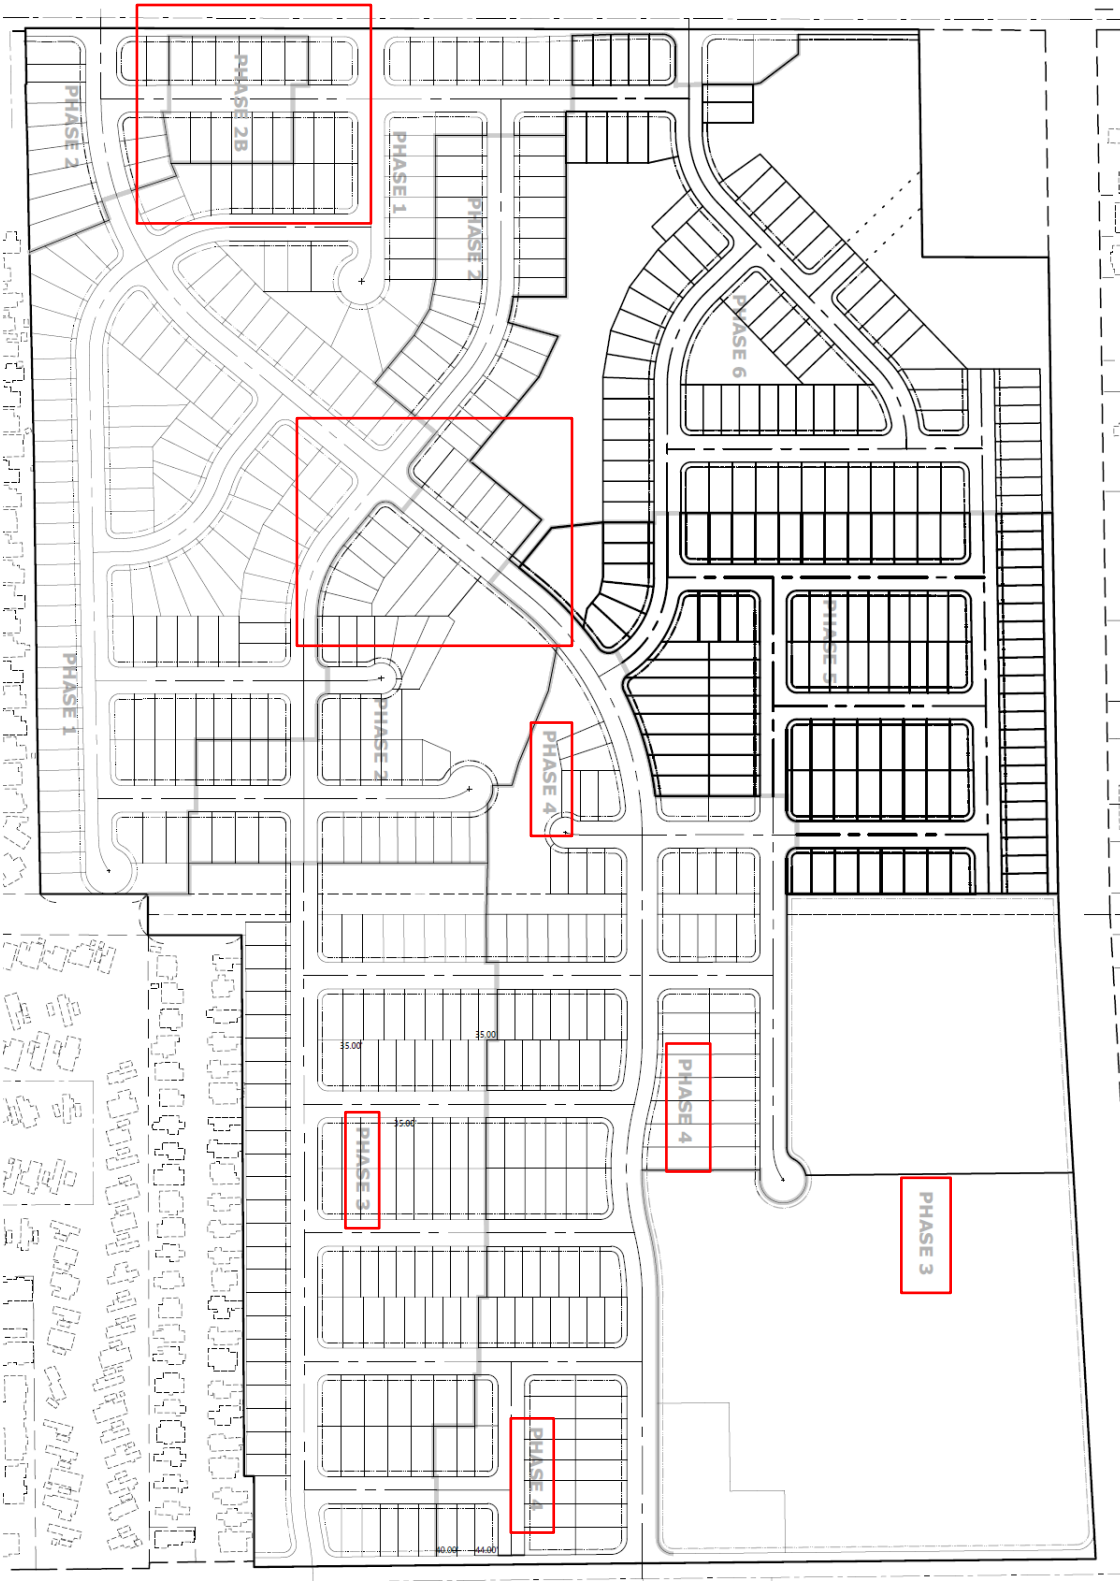 PHASE 2
PHASE 2B
PHASE 1
PHASE 2
PHASE 6
PHASE 5
PHASE 1
PHASE 2
PHASE 4
35.00'
35.00'
PHASE 4
35.00'
PHASE 3
PHASE 3
PHASE 4
40.00'
44.00'